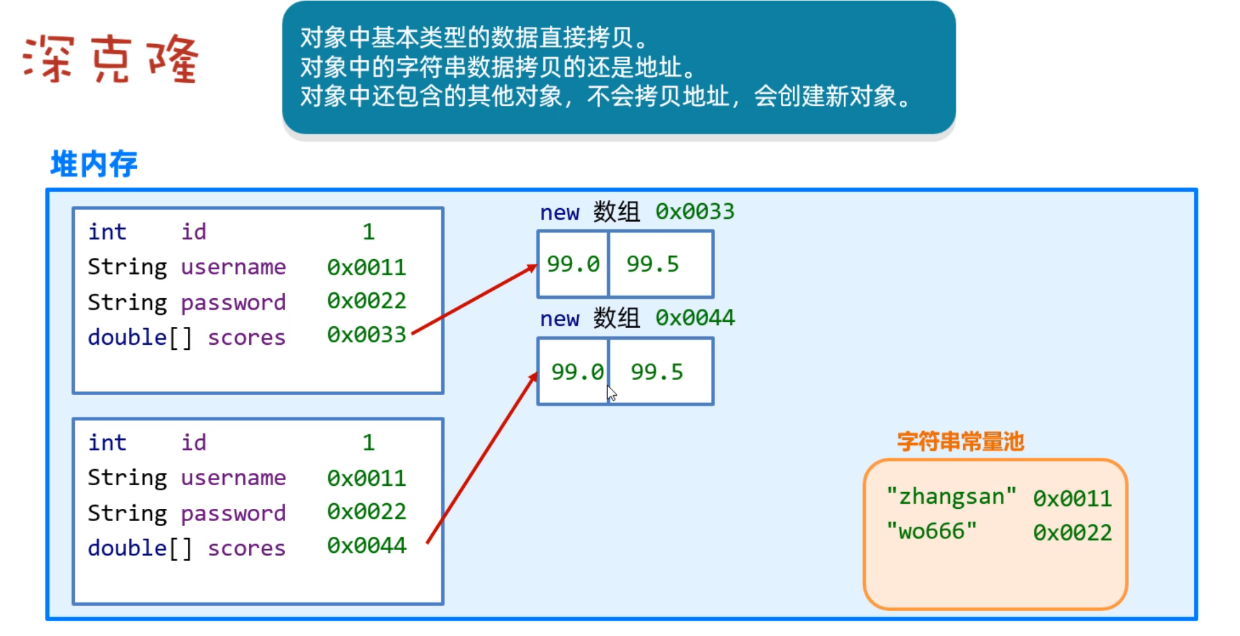 深克隆
对象中基本类型的数据直接拷贝。
对象中的字符串数据拷贝的还是地址。
对象中还包含的其他对象，不会拷贝地址，会创建新对象。
堆内存
int id 1
String username 0x0011
String password 0x0022
double[] scores 0x0033
new 数组 0x0033
99.0 99.5
new 数组 0x0044
99.0 99.5
int id 1
String username 0x0011
String password 0x0022
double[] scores 0x0044
字符串常量池
"zhangsan" 0x0011
"wo666" 0x0022